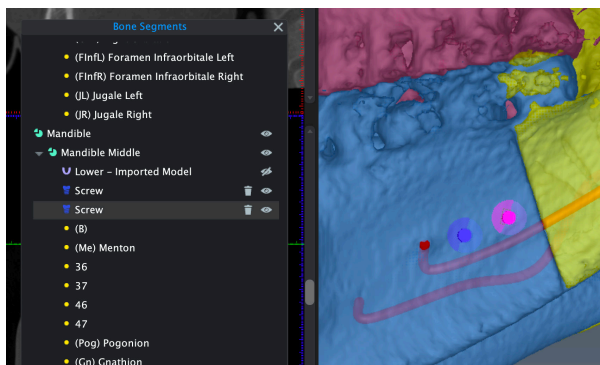 Bone Segments
(FInfL) Foramen Infraorbitale Left
(FInfR) Foramen Infraorbitale Right
(JL) Jugale Left
(JR) Jugale Right
Mandible
Mandible Middle
Lower - Imported Model
Screw
Screw
(B)
(Me) Menton
36
37
46
47
(Pog) Pogonion
(Gn) Gnathion